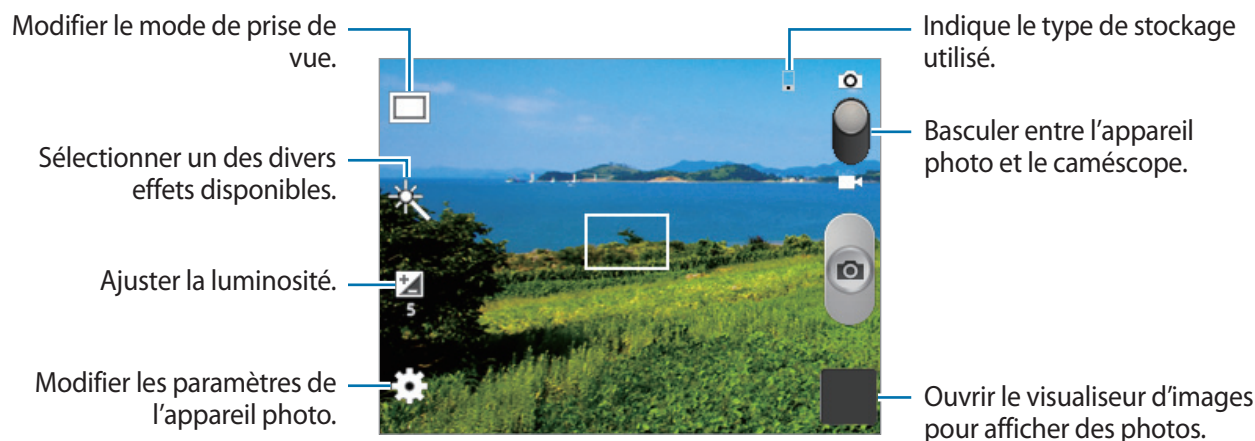 Modifier le mode de prise de
vue.
Sélectionner un des divers
effets disponibles.
Ajuster la luminosité.
5
Modifier les paramètres de
l'appareil photo.
Indique le type de stockage
utilisé.
Basculer entre l'appareil
photo et le caméscope.
Ouvrir le visualiseur d'images
pour afficher des photos.